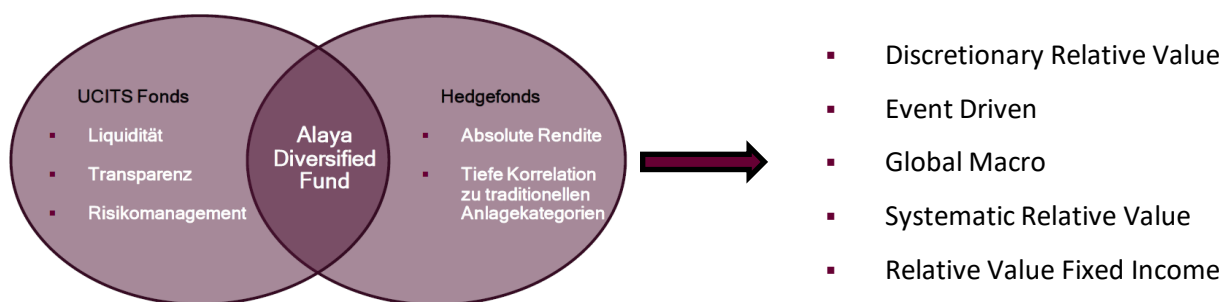 UCITS Fonds
▪ Liquidität
▪ Transparenz
▪ Risikomanagement
Alaya
Diversified
Fund
Hedgefonds
▪ Absolute Rendite
▪ Tiefe Korrelation
zu traditionellen
Anlagekategorien
▪ Discretionary Relative Value
▪ Event Driven
▪ Global Macro
▪ Systematic Relative Value
▪ Relative Value Fixed Income